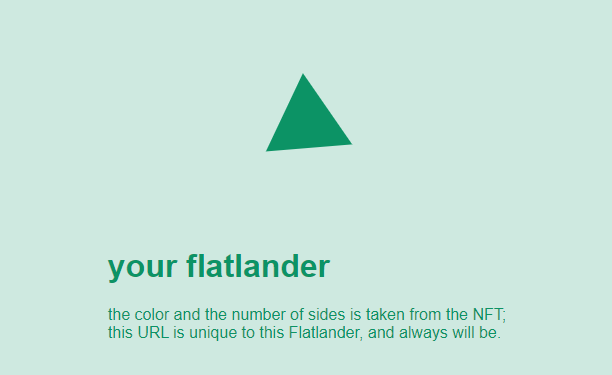 your flatlander
the color and the number of sides is taken from the NFT;
this URL is unique to this Flatlander, and always will be.